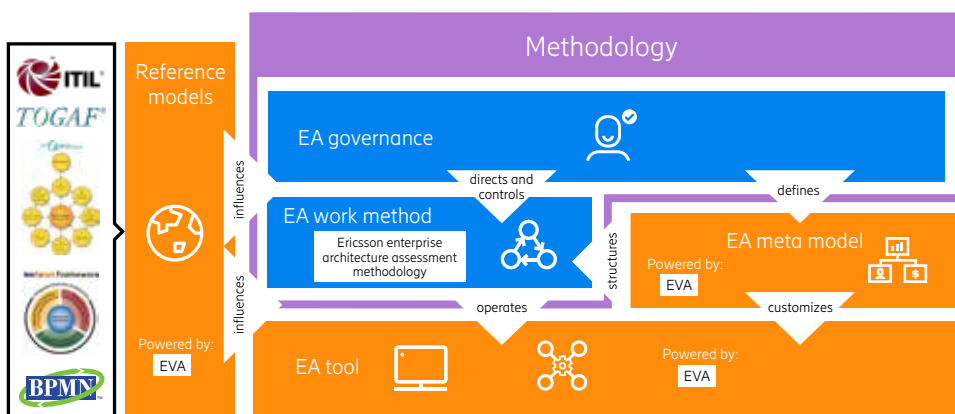 ITIL®
TOGAF®
BPMN™
Reference
models
Powered by:
EVA
influences
influences
Methodology
EA governance
directs and
controls
defines
EA work method
Ericsson enterprise
architecture assessment
methodology
structures
EA meta model
Powered by:
EVA
operates
customizes
EA tool
Powered by:
EVA